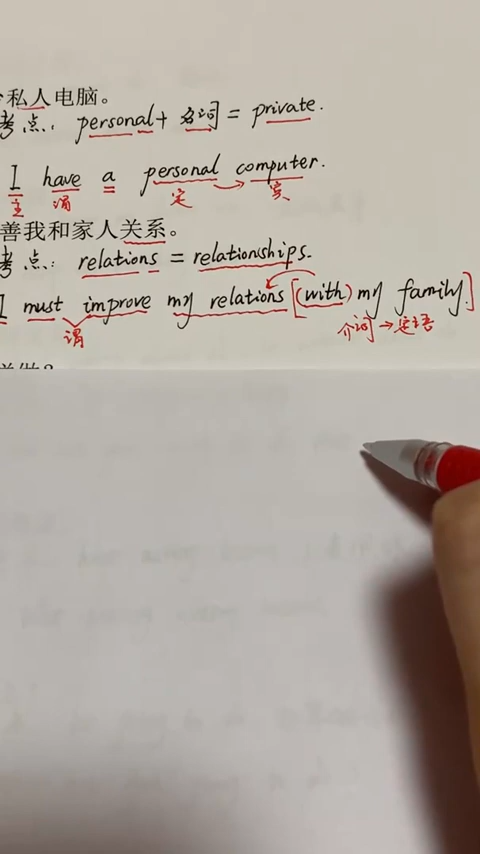 私人电脑。
考点: personal + 名词 = private.
I have a personal computer.
主 谓 定 宾
善我和家人关系。
考点: relations = relationships.
I must improve my relations [(with) my family.]
谓 介词→定语